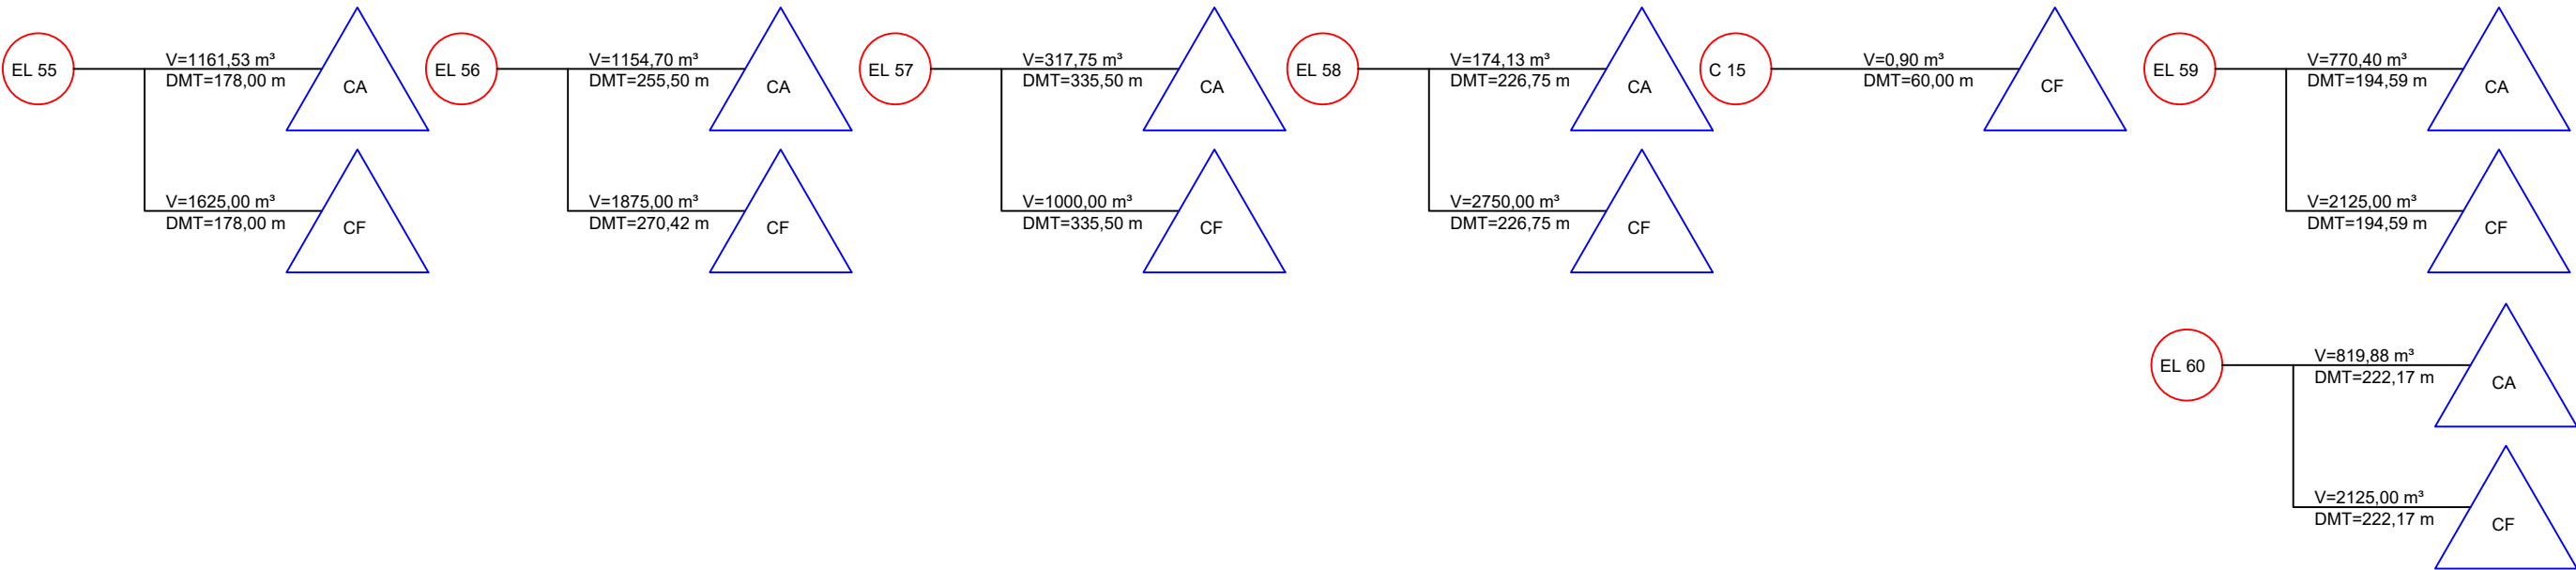 EL 55
V=1161,53 m³
DMT=178,00 m
CA
V=1625,00 m³
DMT=178,00 m
CF
EL 56
V=1154,70 m³
DMT=255,50 m
CA
V=1875,00 m³
DMT=270,42 m
CF
EL 57
V=317,75 m³
DMT=335,50 m
CA
V=1000,00 m³
DMT=335,50 m
CF
EL 58
V=174,13 m³
DMT=226,75 m
CA
V=2750,00 m³
DMT=226,75 m
CF
C 15
V=0,90 m³
DMT=60,00 m
CF
EL 59
V=770,40 m³
DMT=194,59 m
CA
V=2125,00 m³
DMT=194,59 m
CF
EL 60
V=819,88 m³
DMT=222,17 m
CA
V=2125,00 m³
DMT=222,17 m
CF